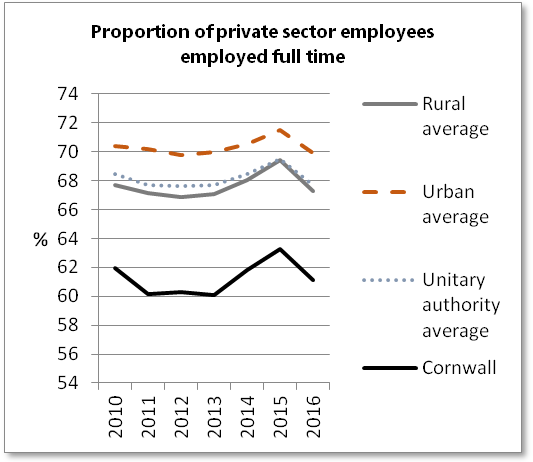 Proportion of private sector employees
employed full time
74
72
70
68
66
64
62
60
58
56
54
%
2010
2011
2012
2013
2014
2015
2016
Rural
average
Urban
average
Unitary
authority
average
Cornwall